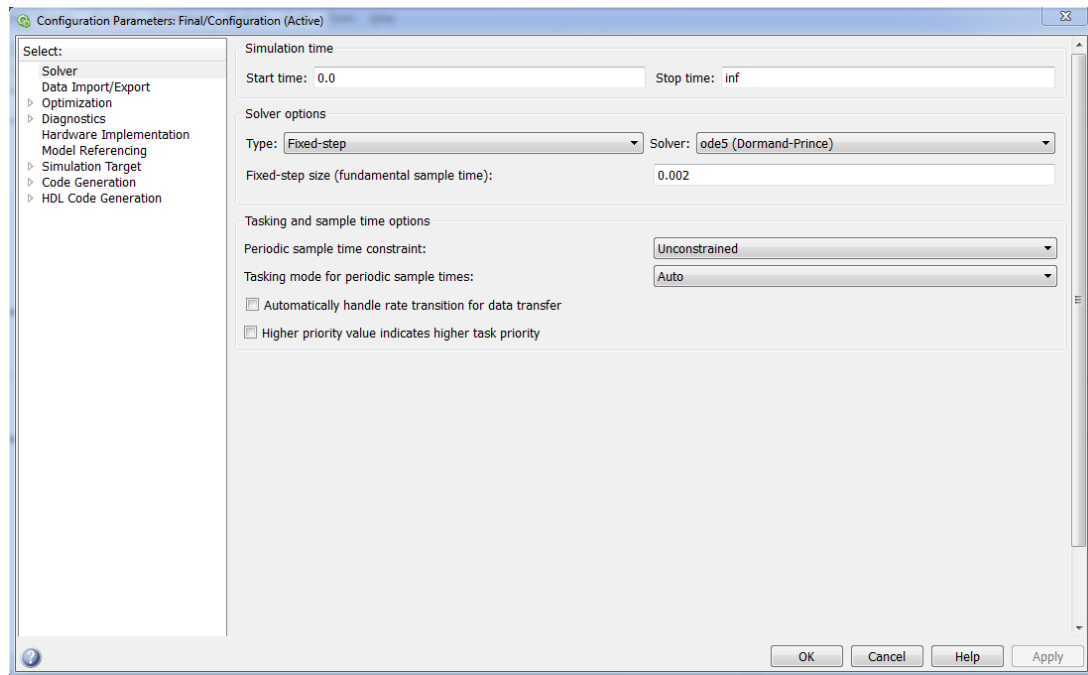 Configuration Parameters: Final/Configuration (Active)
Select:
Solver
Data Import/Export
Optimization
Diagnostics
Hardware Implementation
Model Referencing
Simulation Target
Code Generation
HDL Code Generation
Simulation time
Start time: 0.0 Stop time: inf
Solver options
Type: Fixed-step Solver: ode5 (Dormand-Prince)
Fixed-step size (fundamental sample time): 0.002
Tasking and sample time options
Periodic sample time constraint: Unconstrained
Tasking mode for periodic sample times: Auto
Automatically handle rate transition for data transfer
Higher priority value indicates higher task priority
OK Cancel Help Apply